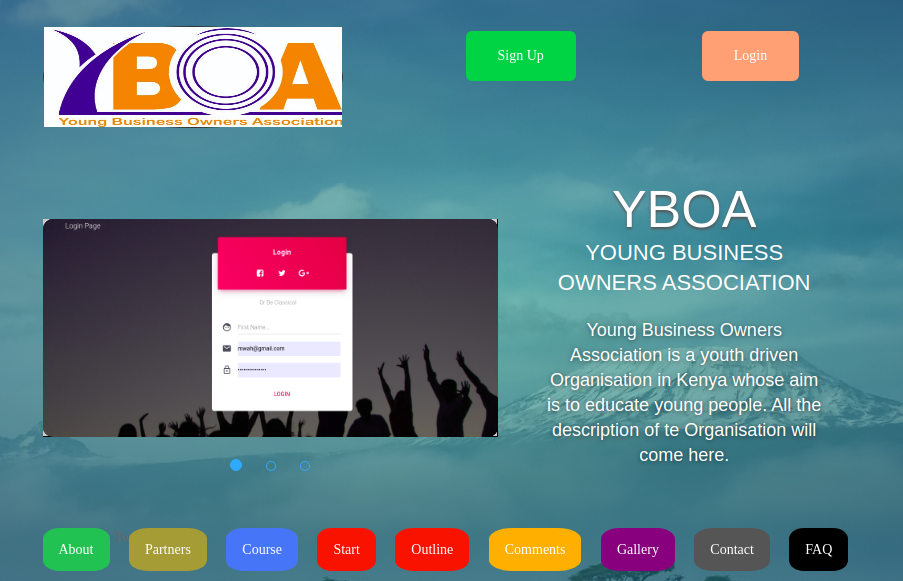 YBOA
Young Business Owners Association
Sign Up
Login
Login Page
Login
Or Be Classical
First Name...
mwah@gmail.com
LOGIN
YBOA
YOUNG BUSINESS
OWNERS ASSOCIATION
Young Business Owners
Association is a youth driven
Organisation in Kenya whose aim
is to educate young people. All the
description of te Organisation will
come here.
About
Partners
Course
Start
Outline
Comments
Gallery
Contact
FAQ